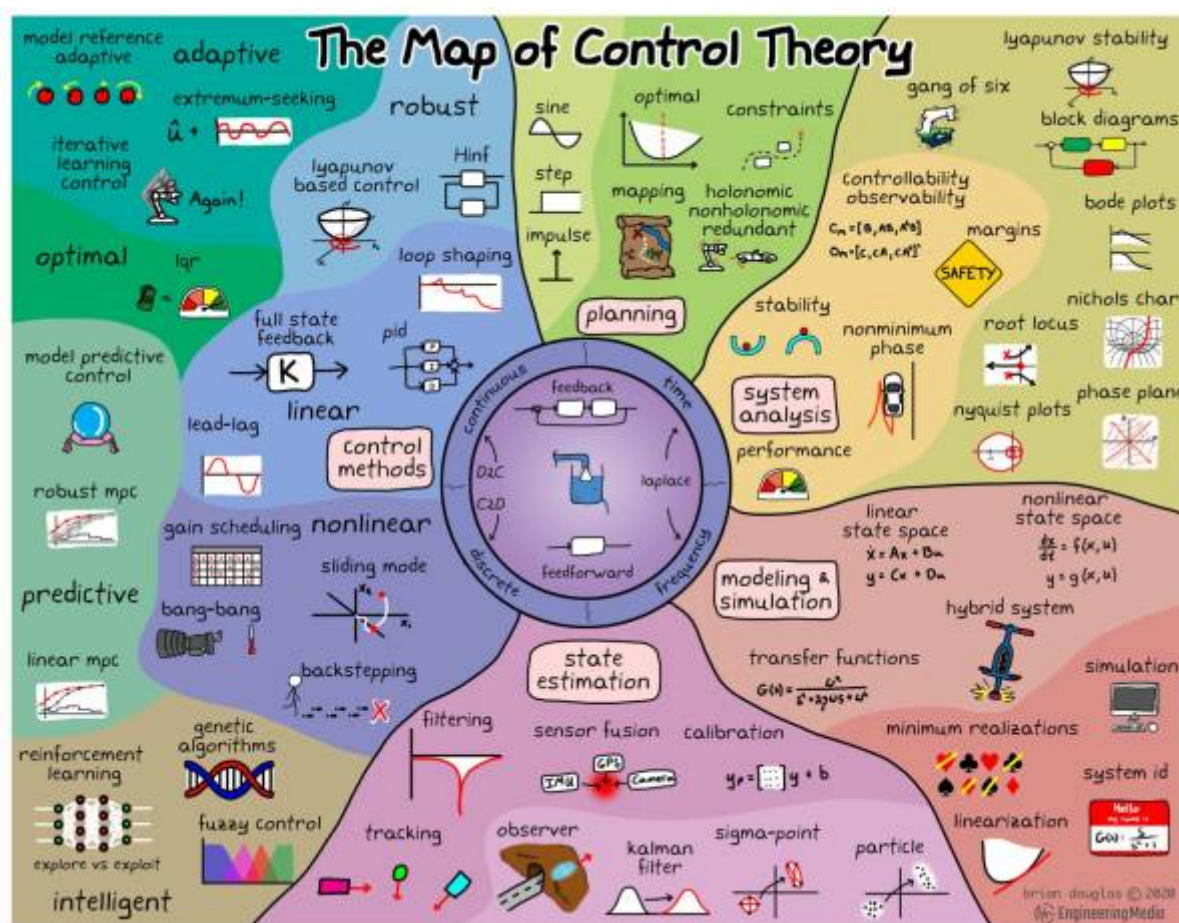 The Map of Control Theory
model reference
adaptive
adaptive
extremum-seeking
û +
iterative
learning
control
Again!
robust
lyapunov
based control
Hinf
loop shaping
optimal
lqr
full state
feedback
K
pid
linear
lead-lag
control
methods
model predictive
control
robust mpc
predictive
linear mpc
gain scheduling
nonlinear
sliding mode
bang-bang
backstepping
reinforcement
learning
explore vs exploit
genetic
algorithms
fuzzy control
intelligent
sine
step
impulse
optimal
constraints
mapping
holonomic
nonholonomic
redundant
planning
lyapunov stability
gang of six
block diagrams
controllability
observability
margins
SAFETY
bode plots
stability
nonminimum
phase
root locus
nichols chart
system
analysis
nyquist plots
phase plane
performance
continuous
time
discrete
frequency
feedback
D2C
C2D
laplace
feedforward
linear
state space
ẋ = Ax + Bu
y = Cx + Du
nonlinear
state space
dx/dt = f(x, u)
y = g(x, u)
modeling &
simulation
hybrid system
transfer functions
simulation
minimum realizations
system id
Hello
linearization
state
estimation
filtering
sensor fusion
IMU
GPS
Camera
calibration
tracking
observer
kalman
filter
sigma-point
particle
brian douglas © 2020
EngineeringMedia